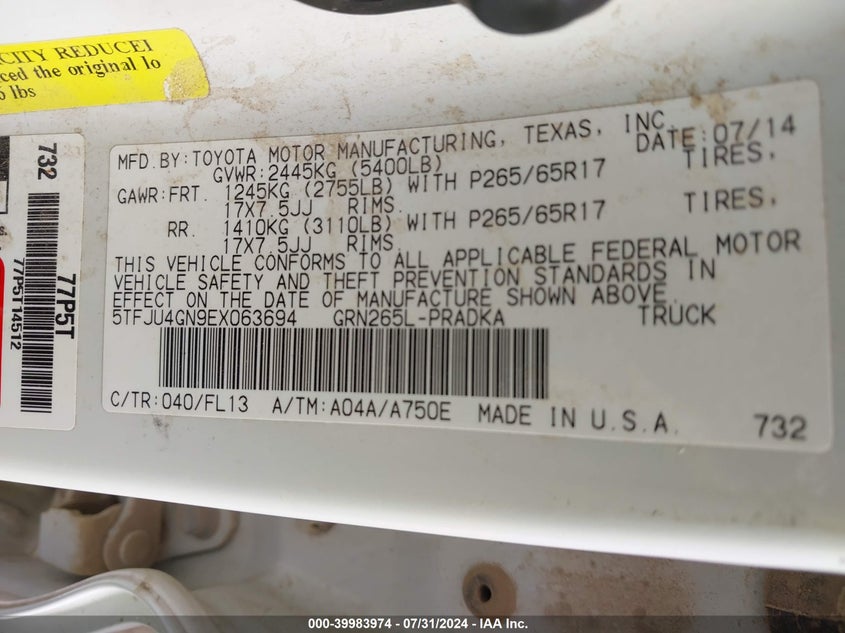 CITY REDUCE
ced the original lo
6 lbs
732
77P5T
77P5T14512
MFD.BY:TOYOTA MOTOR MANUFACTURING, TEXAS, INC. DATE:07/14
GVWR:2445KG (5400LB)
GAWR:FRT. 1245KG (2755LB) WITH P265/65R17 TIRES,
17X7.5JJ RIMS.
RR. 1410KG (3110LB) WITH P265/65R17 TIRES,
17X7.5JJ RIMS.
THIS VEHICLE CONFORMS TO ALL APPLICABLE FEDERAL MOTOR
VEHICLE SAFETY AND THEFT PREVENTION STANDARDS IN
EFFECT ON THE DATE OF MANUFACTURE SHOWN ABOVE.
5TFJU4GN9EX063694 GRN265L-PRADKA TRUCK
C/TR:040/FL13 A/TM:A04A/A750E MADE IN U.S.A.
732
000-39983974 - 07/31/2024 - IAA Inc.